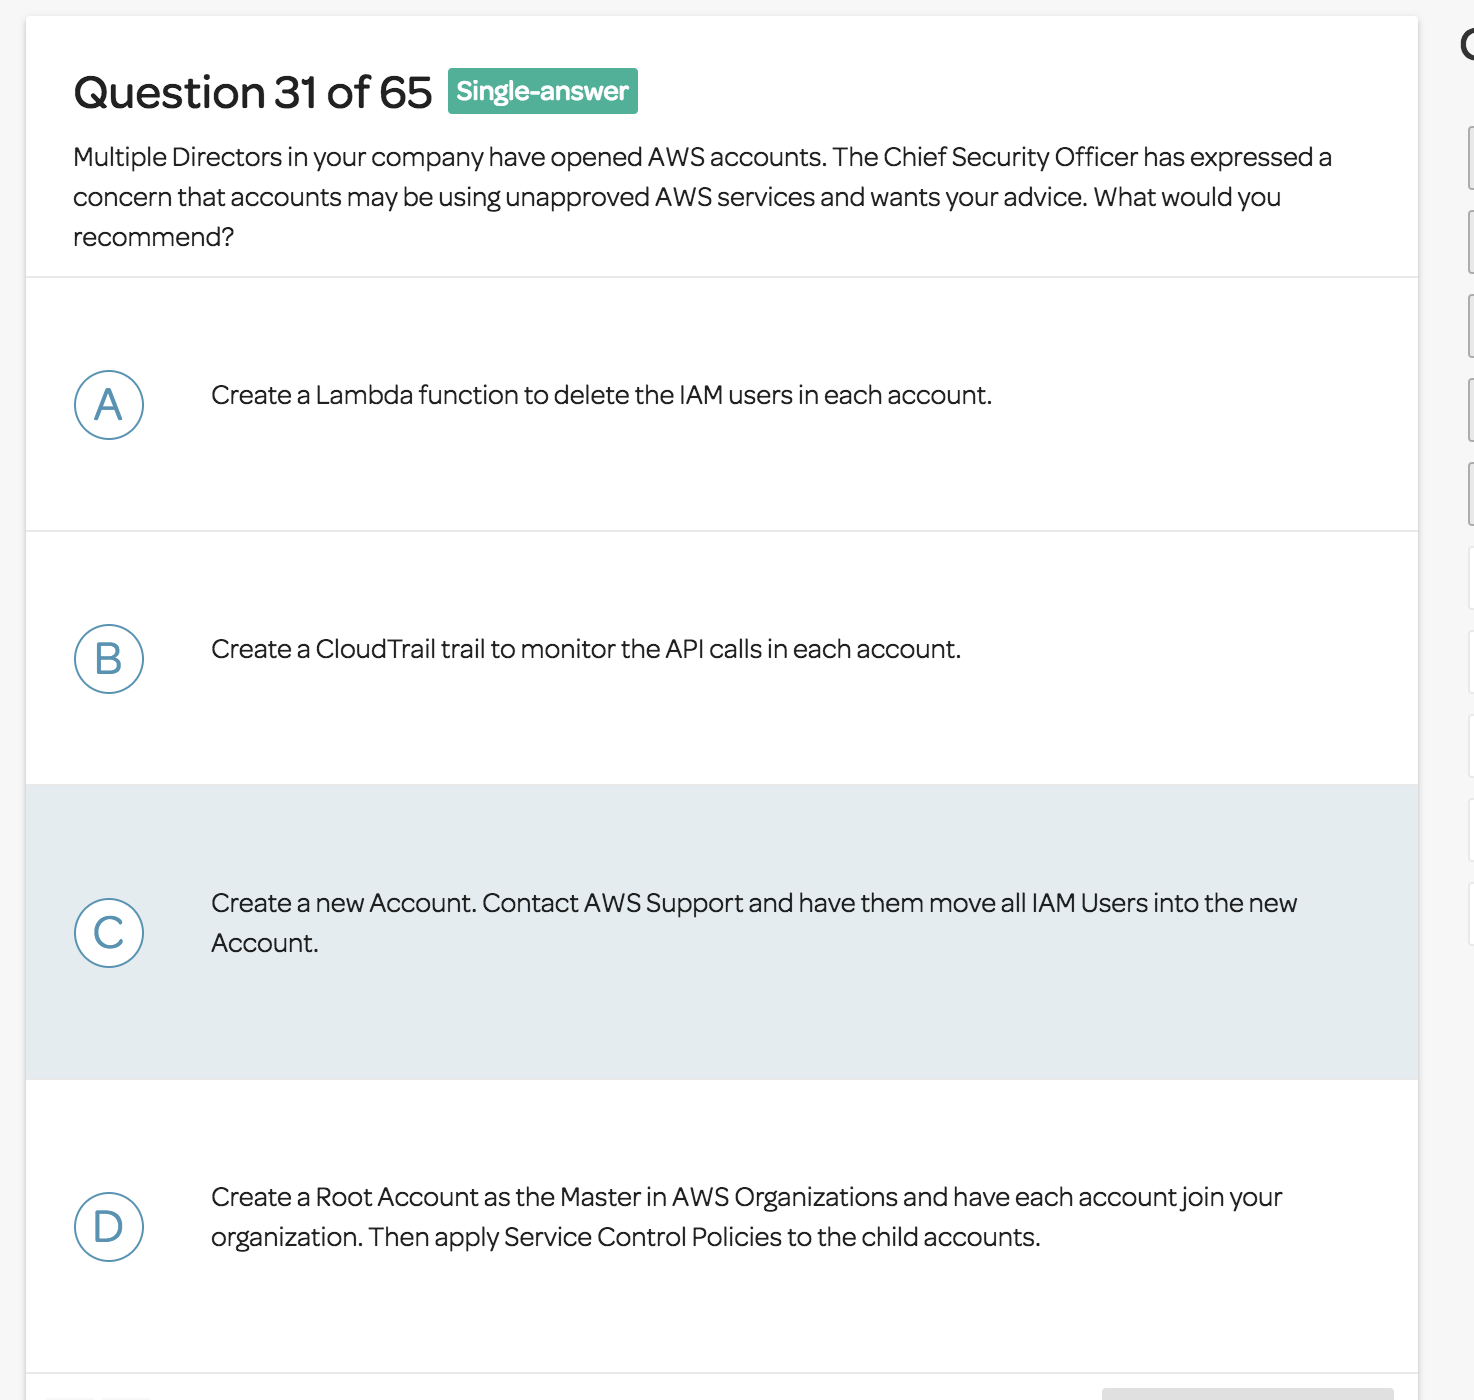 Question 31 of 65 Single-answer
Multiple Directors in your company have opened AWS accounts. The Chief Security Officer has expressed a
concern that accounts may be using unapproved AWS services and wants your advice. What would you
recommend?
A Create a Lambda function to delete the IAM users in each account.
B Create a CloudTrail trail to monitor the API calls in each account.
Create a new Account. Contact AWS Support and have them move all IAM Users into the new
C
Account.
Create a Root Account as the Master in AWS Organizations and have each account join your
D
organization. Then apply Service Control Policies to the child accounts.